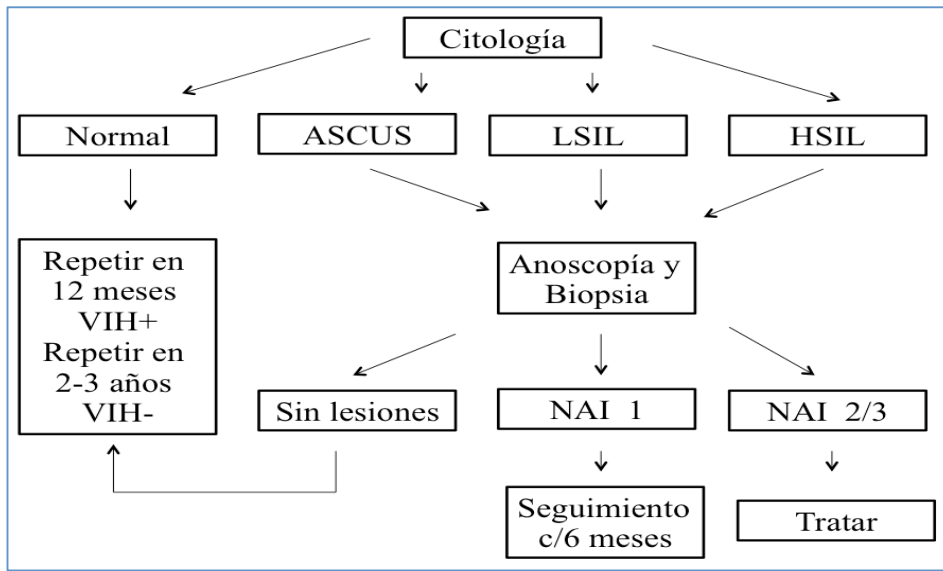 Citología
Normal
ASCUS
LSIL
HSIL
Repetir en
12 meses
VIH+
Repetir en
2-3 años
VIH-
Anoscopía y
Biopsia
Sin lesiones
NAI 1
NAI 2/3
Seguimiento
c/6 meses
Tratar